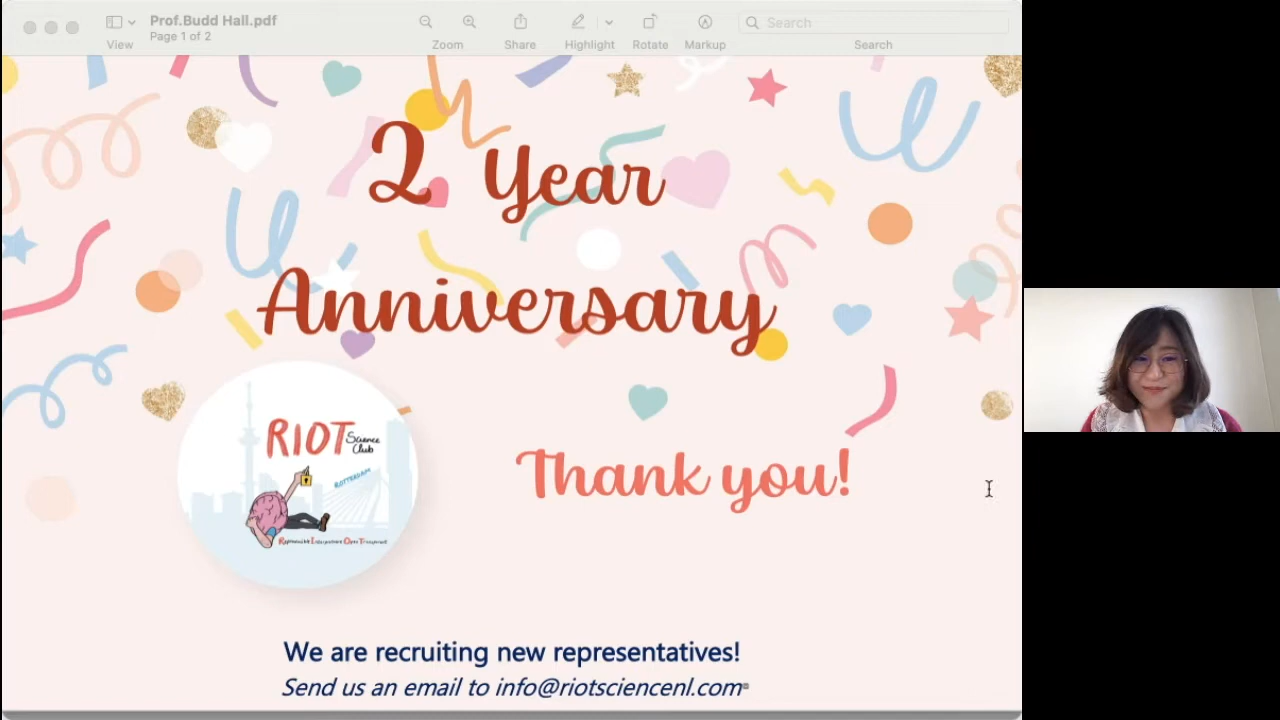 Prof.Budd Hall.pdf
Page 1 of 2
View
Zoom
Share
Highlight
Rotate
Markup
Search
Search
2 Year
Anniversary
RIOT Science
Club
ROTTERDAM
Thank you!
We are recruiting new representatives!
Send us an email to info@riotsciencenl.com